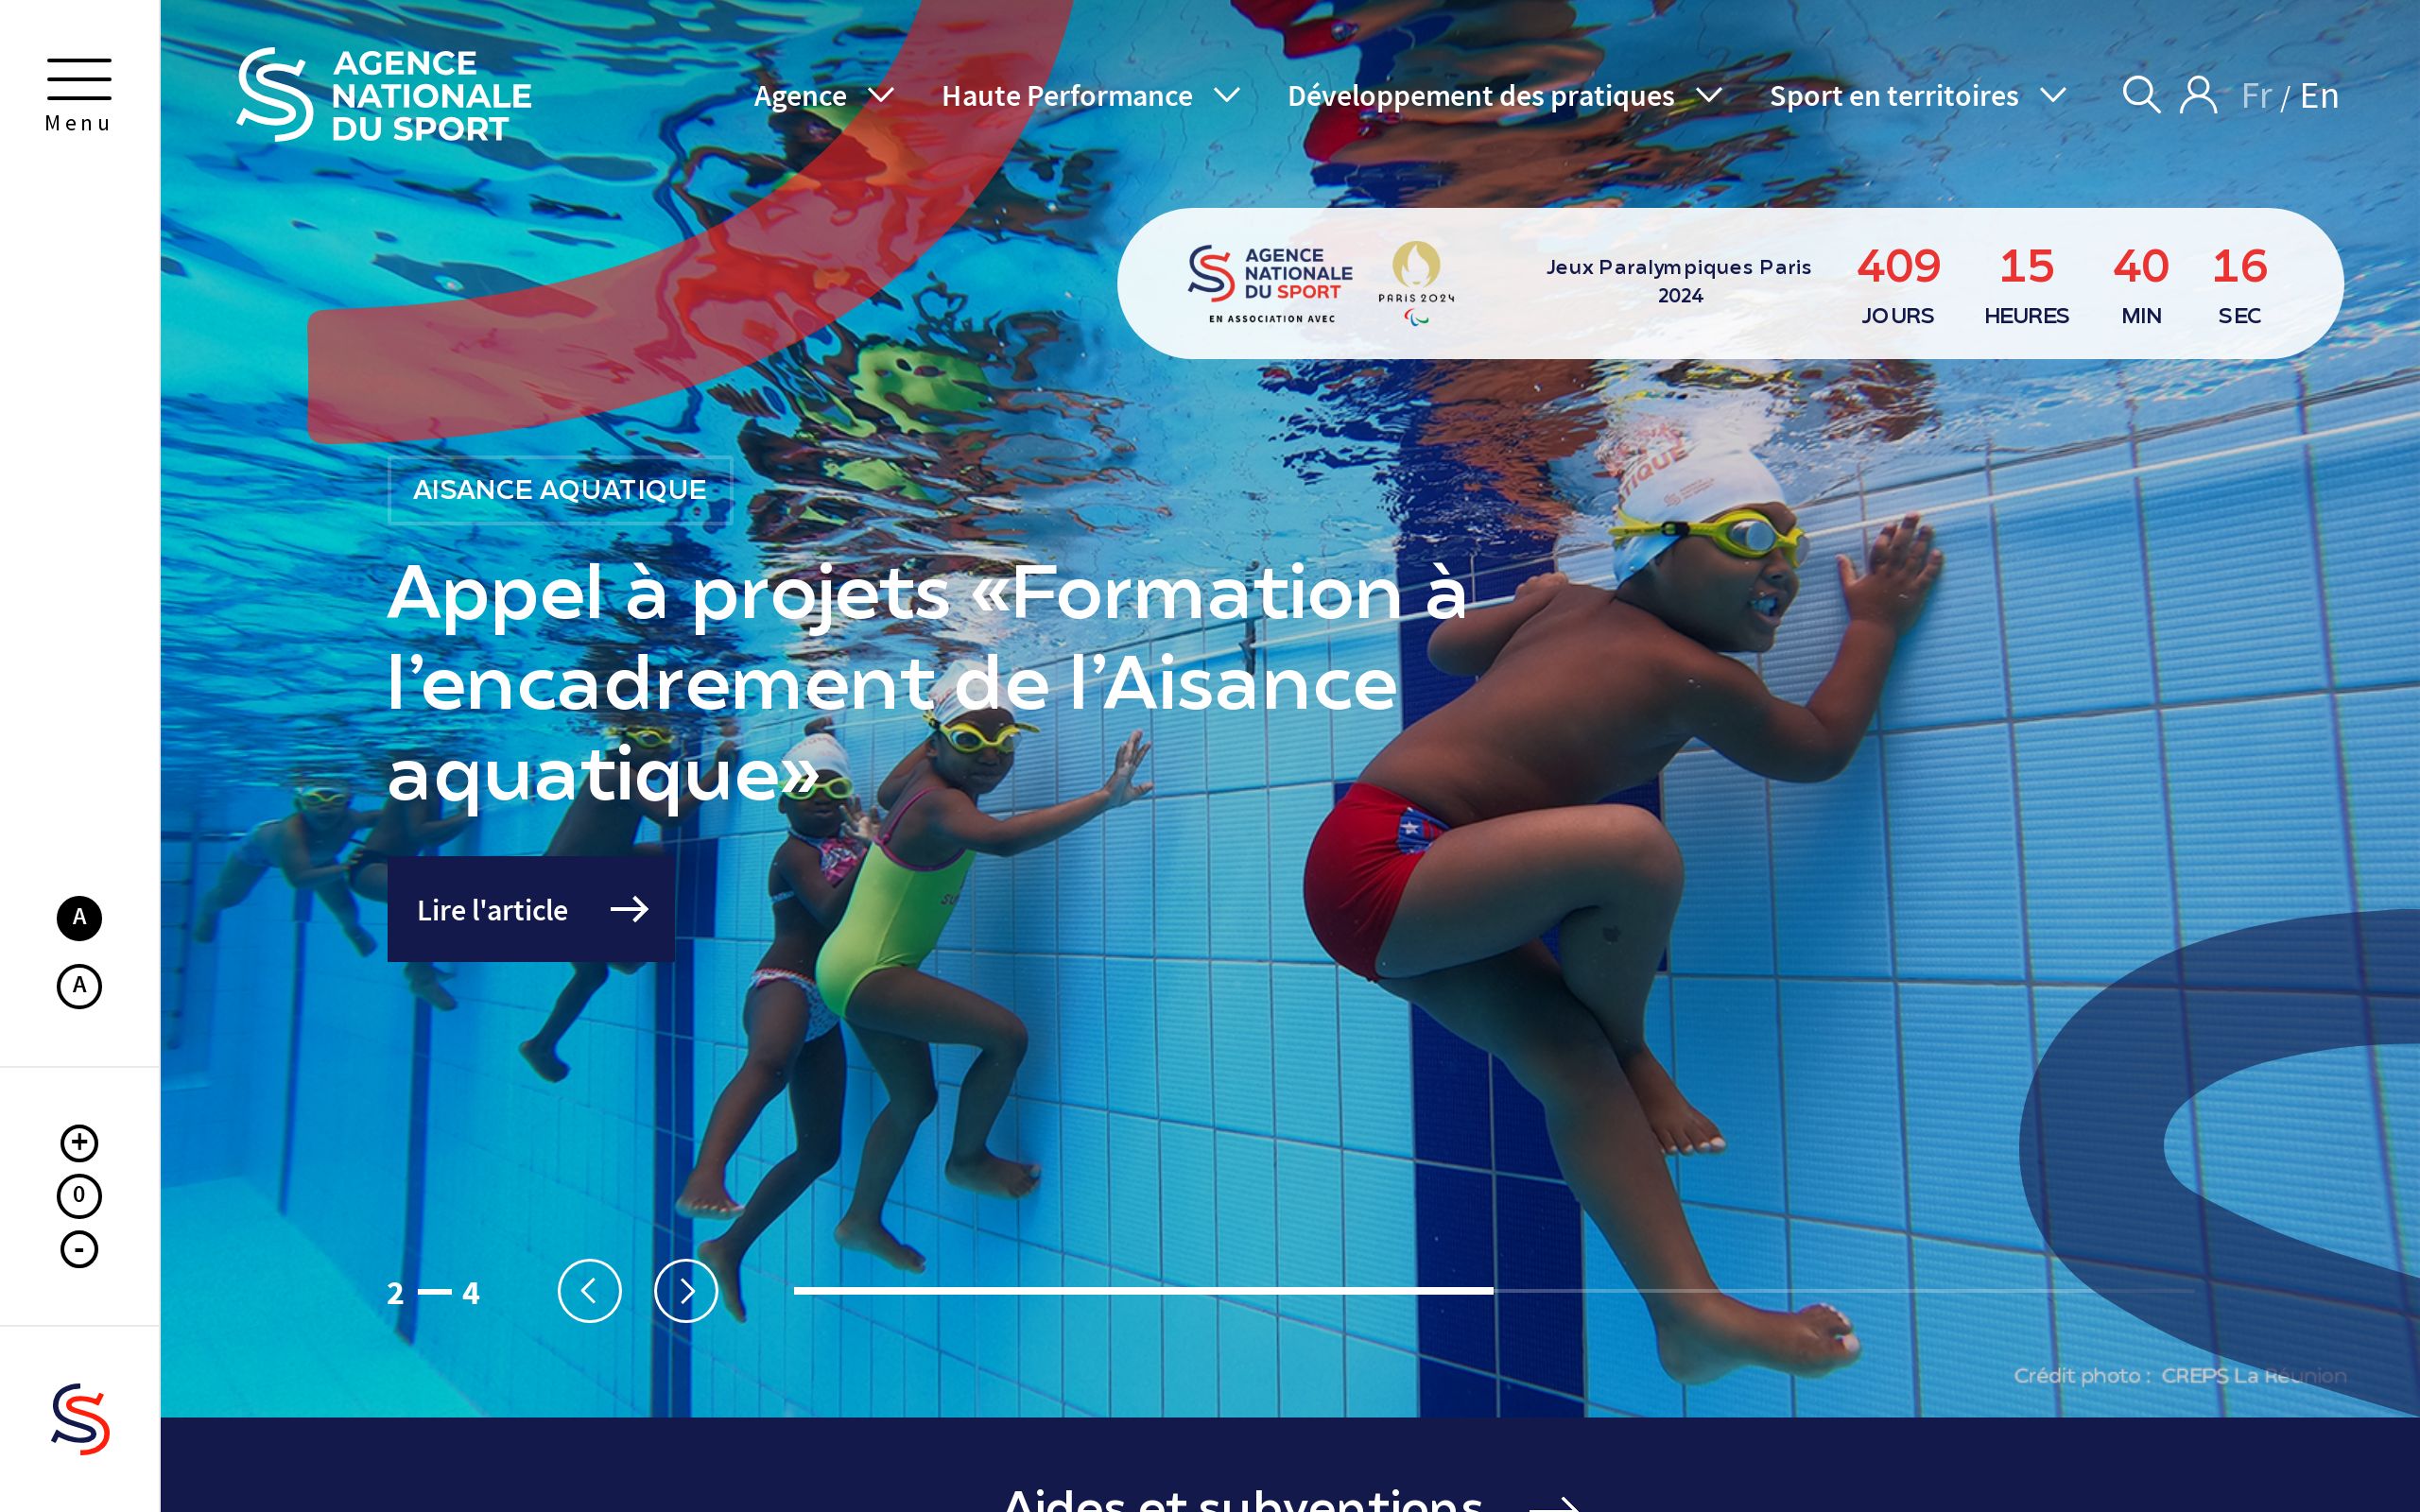 Menu
AGENCE
NATIONALE
DU SPORT
Agence
Haute Performance
Développement des pratiques
Sport en territoires
Fr / En
AGENCE
NATIONALE
DU SPORT
EN ASSOCIATION AVEC
PARIS 2024
Jeux Paralympiques Paris
2024
409 15 40 16
JOURS HEURES MIN SEC
AISANCE AQUATIQUE
Appel à projets «Formation à
l’encadrement de l’Aisance
aquatique»
Lire l'article
A
A
+
0
-
2 — 4
Crédit photo : CREPS La Réunion
Aides et subventions